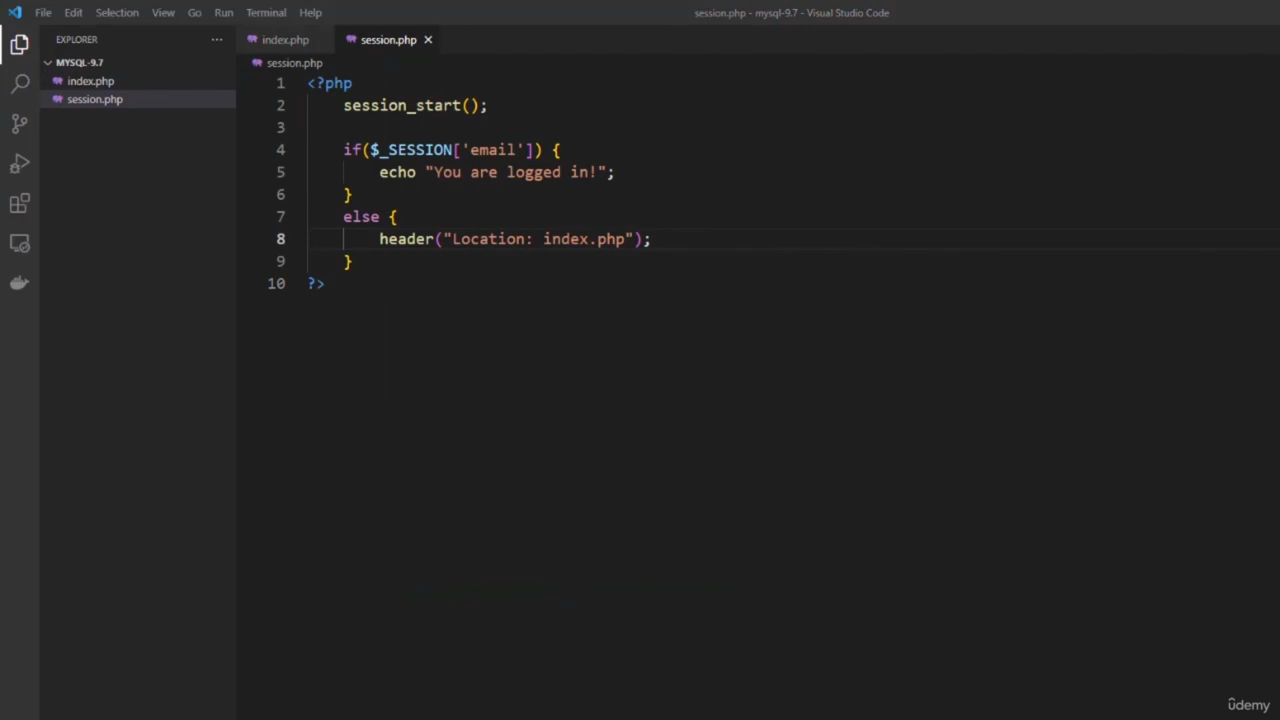 File Edit Selection View Go Run Terminal Help
session.php - mysql-9.7 - Visual Studio Code
EXPLORER
MYSQL-9.7
index.php
session.php
index.php session.php
session.php
1 <?php
2 session_start();
3
4 if($_SESSION['email']) {
5 echo "You are logged in!";
6 }
7 else {
8 header("Location: index.php");
9 }
10 ?>
ûdemy